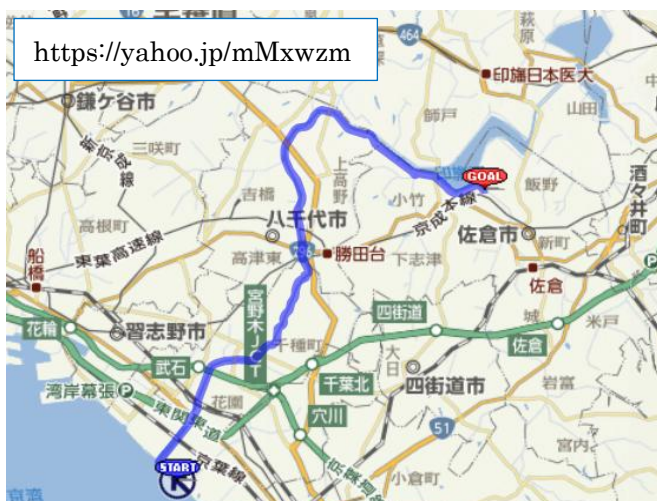 https://yahoo.jp/mMxwzm
464
萩原
印旛日本医大
鎌ケ谷市
師戸
山田
三咲町
新京成線
上高野
GOAL
飯野
吉橋
小竹
京成本線
酒々井町
高根町
八千代市
佐倉市
新町
東葉高速線
高津東
296
勝田台
下志津
船橋
佐倉
宮野木JCT
四街道
城
花輪
習志野市
千種町
佐倉
米戸
武石
大日
千葉北
四街道市
岩富
湾岸幕張
P
花園
穴川
東関東道
51
宮内
START
京葉線
小倉町
京湾